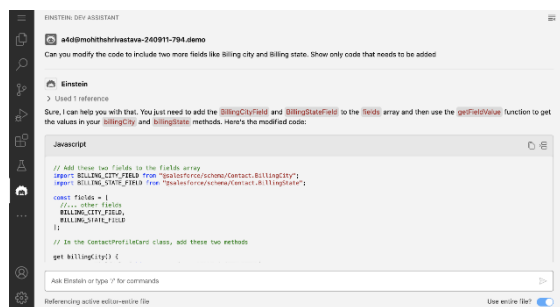 EINSTEIN: DEV ASSISTANT
a4d@mohithshrivastava-240911-794.demo
Can you modify the code to include two more fields like Billing city and Billing state. Show only code that needs to be added
Einstein
Used 1 reference
Sure, I can help you with that. You just need to add the BillingCityField and BillingStateField to the fields array and then use the getFieldValue function to get
the values in your billingCity and billingState methods. Here's the modified code:
Javascript
// Add these two fields to the fields array
import BILLING_CITY_FIELD from "@salesforce/schema/Contact.BillingCity";
import BILLING_STATE_FIELD from "@salesforce/schema/Contact.BillingState";
const fields = [
//... other fields
BILLING_CITY_FIELD,
BILLING_STATE_FIELD
];
// In the ContactProfileCard class, add these two methods
get billingCity() {
Ask Einstein or type '/' for commands
Referencing active editor-entire file
Use entire file?